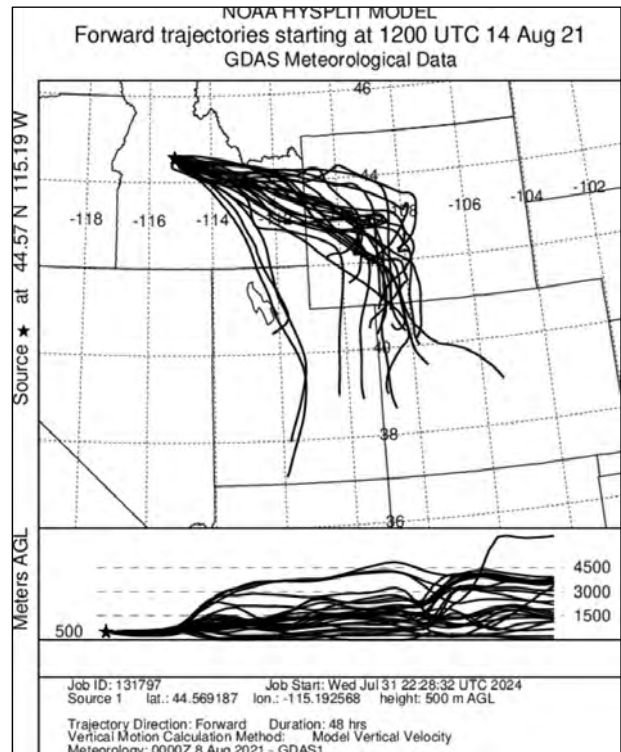 NOAA HYSPLIT MODEL
Forward trajectories starting at 1200 UTC 14 Aug 21
GDAS Meteorological Data
Source ★ at 44.57 N 115.19 W
46
44
-118
-116
-114
-108
-106
-104
-102
40
38
36
Meters AGL
500
4500
3000
1500
Job ID: 131797 Job Start: Wed Jul 31 22:28:32 UTC 2024
Source 1 lat.: 44.569187 lon.: -115.192568 height: 500 m AGL
Trajectory Direction: Forward Duration: 48 hrs
Vertical Motion Calculation Method: Model Vertical Velocity
Meteorology: 0000Z 8 Aug 2021 - GDAS1